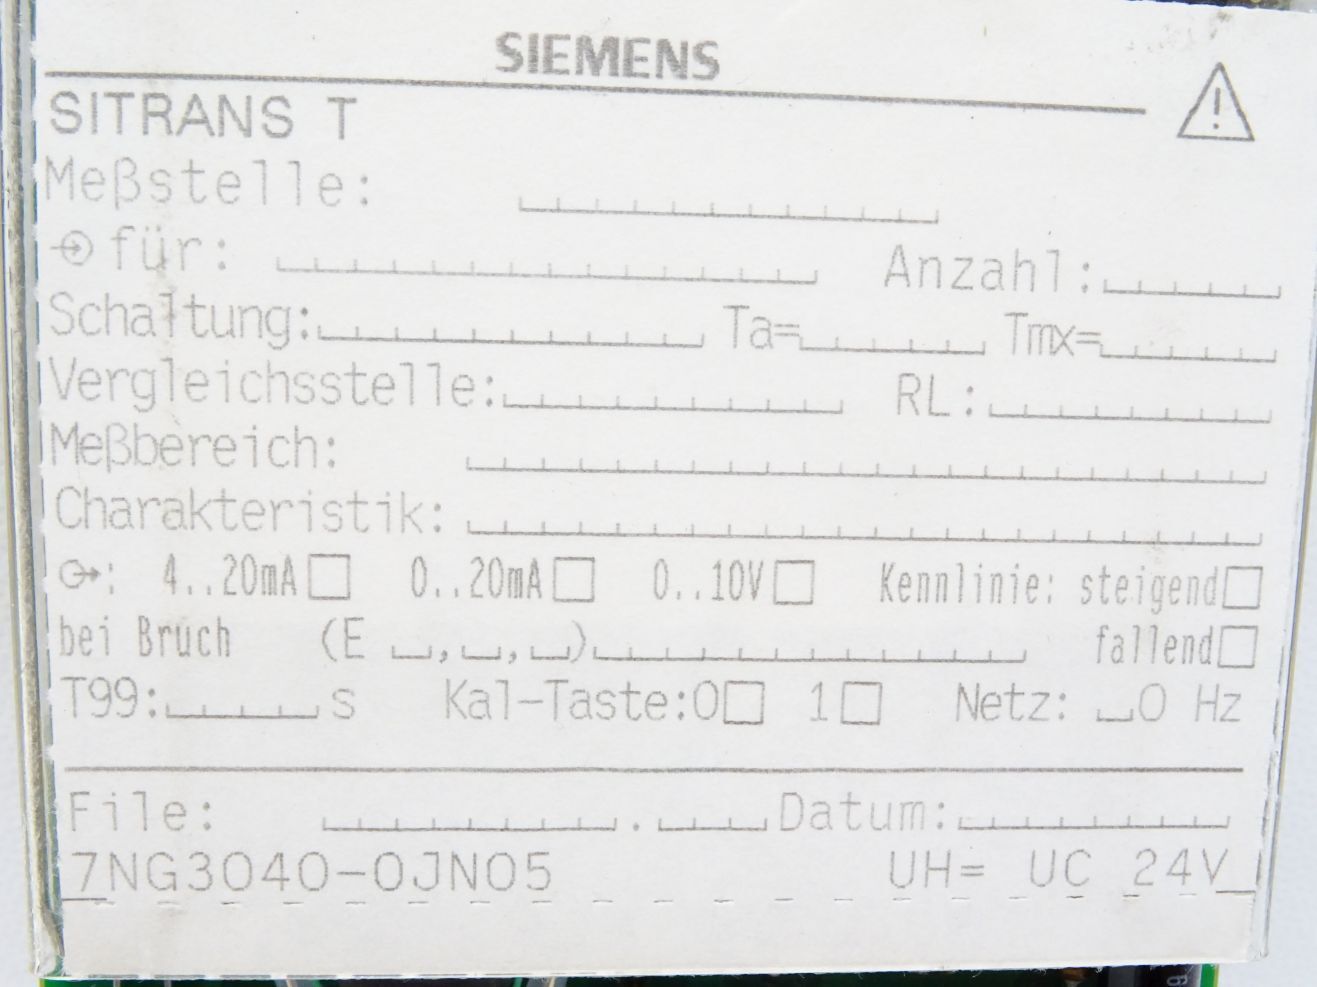 SIEMENS
SITRANS T
Meßstelle:
für: Anzahl:
Schaltung: Ta= Tmx=
Vergleichsstelle: RL:
Meßbereich:
Charakteristik:
: 4..20mA 0..20mA 0..10V Kennlinie: steigend
bei Bruch (E _,_,_) fallend
T99: s Kal-Taste:0 1 Netz: _0 Hz
File: . Datum:
7NG3040-0JN05 UH= UC 24V